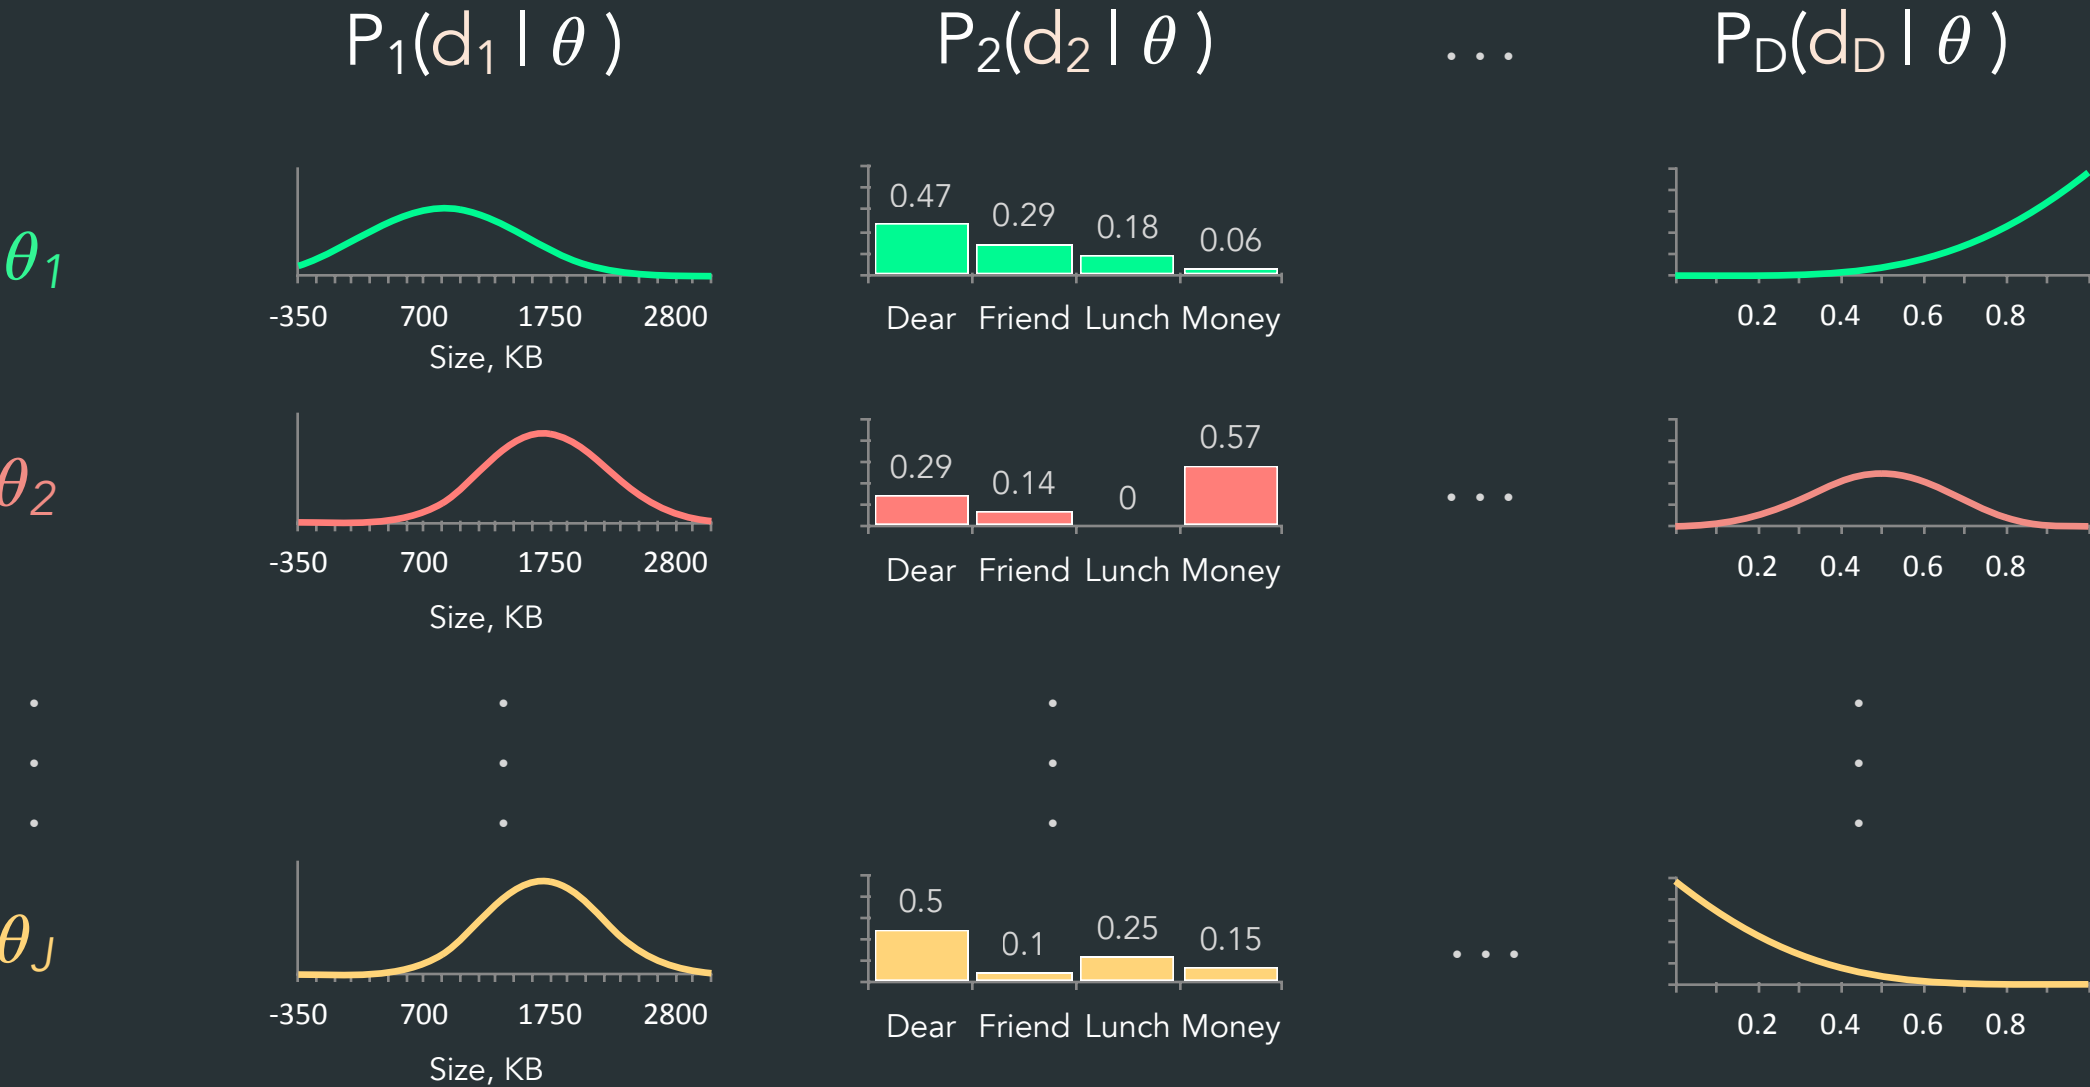 P₁(d₁ | θ ) P₂(d₂ | θ ) ... P_D(d_D | θ )
θ₁
0.47 0.29 0.18 0.06
-350 700 1750 2800
Dear Friend Lunch Money
0.2 0.4 0.6 0.8
Size, KB
θ₂
0.29 0.14 0 0.57
...
-350 700 1750 2800
Dear Friend Lunch Money
0.2 0.4 0.6 0.8
Size, KB
θ_J
0.5 0.1 0.25 0.15
...
-350 700 1750 2800
Dear Friend Lunch Money
0.2 0.4 0.6 0.8
Size, KB